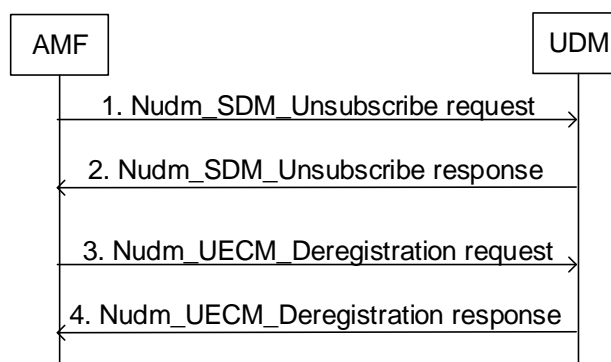 AMF
UDM
1. Nudm_SDM_Unsubscribe request
2. Nudm_SDM_Unsubscribe response
3. Nudm_UECM_Deregistration request
4. Nudm_UECM_Deregistration response